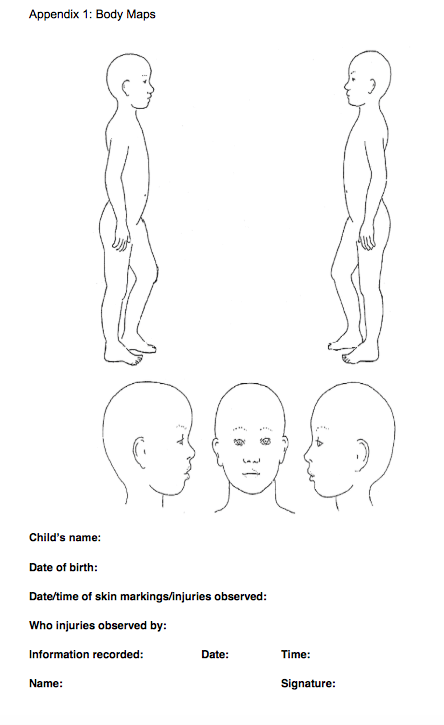 Appendix 1: Body Maps
Child's name:
Date of birth:
Date/time of skin markings/injuries observed:
Who injuries observed by:
Information recorded: Date: Time:
Name: Signature: